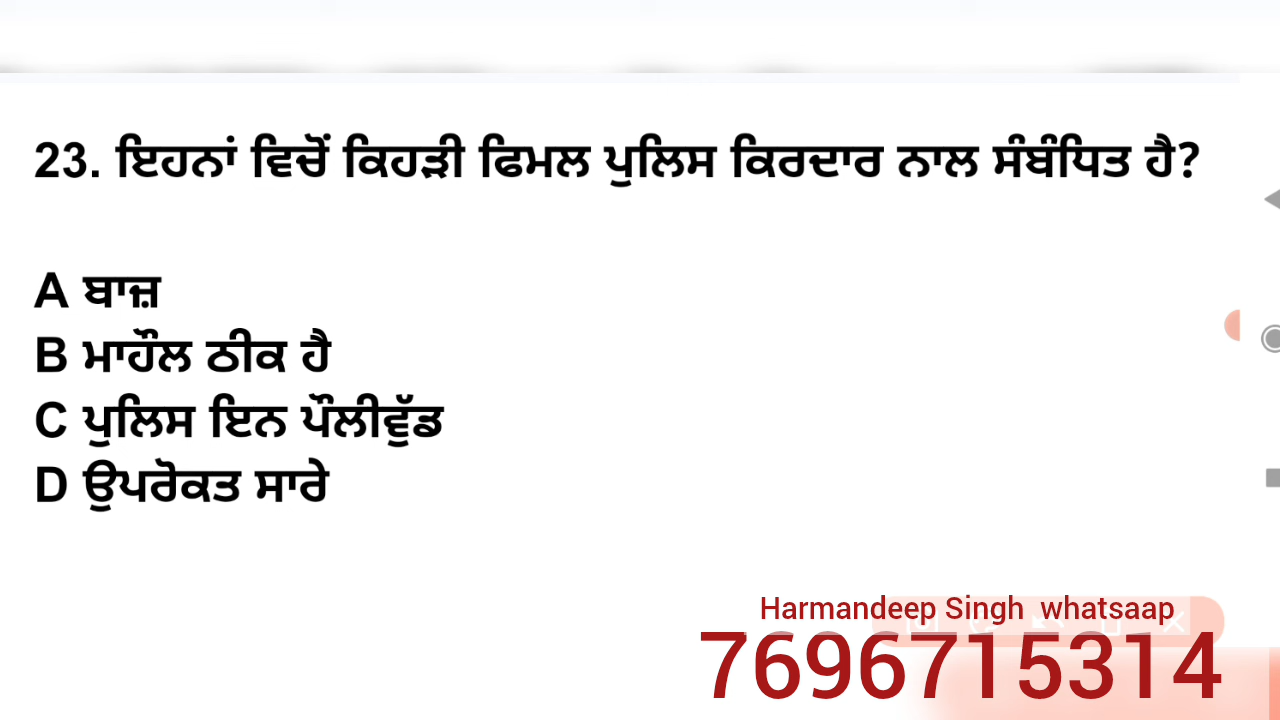 23. ਇਹਨਾਂ ਵਿਚੋਂ ਕਿਹੜੀ ਫਿਮਲ ਪੁਲਿਸ ਕਿਰਦਾਰ ਨਾਲ ਸੰਬੰਧਿਤ ਹੈ?
A ਬਾਜ਼
B ਮਾਹੌਲ ਠੀਕ ਹੈ
C ਪੁਲਿਸ ਇਨ ਪੌਲੀਵੁੱਡ
D ਉਪਰੋਕਤ ਸਾਰੇ
Harmandeep Singh whatsaap
7696715314